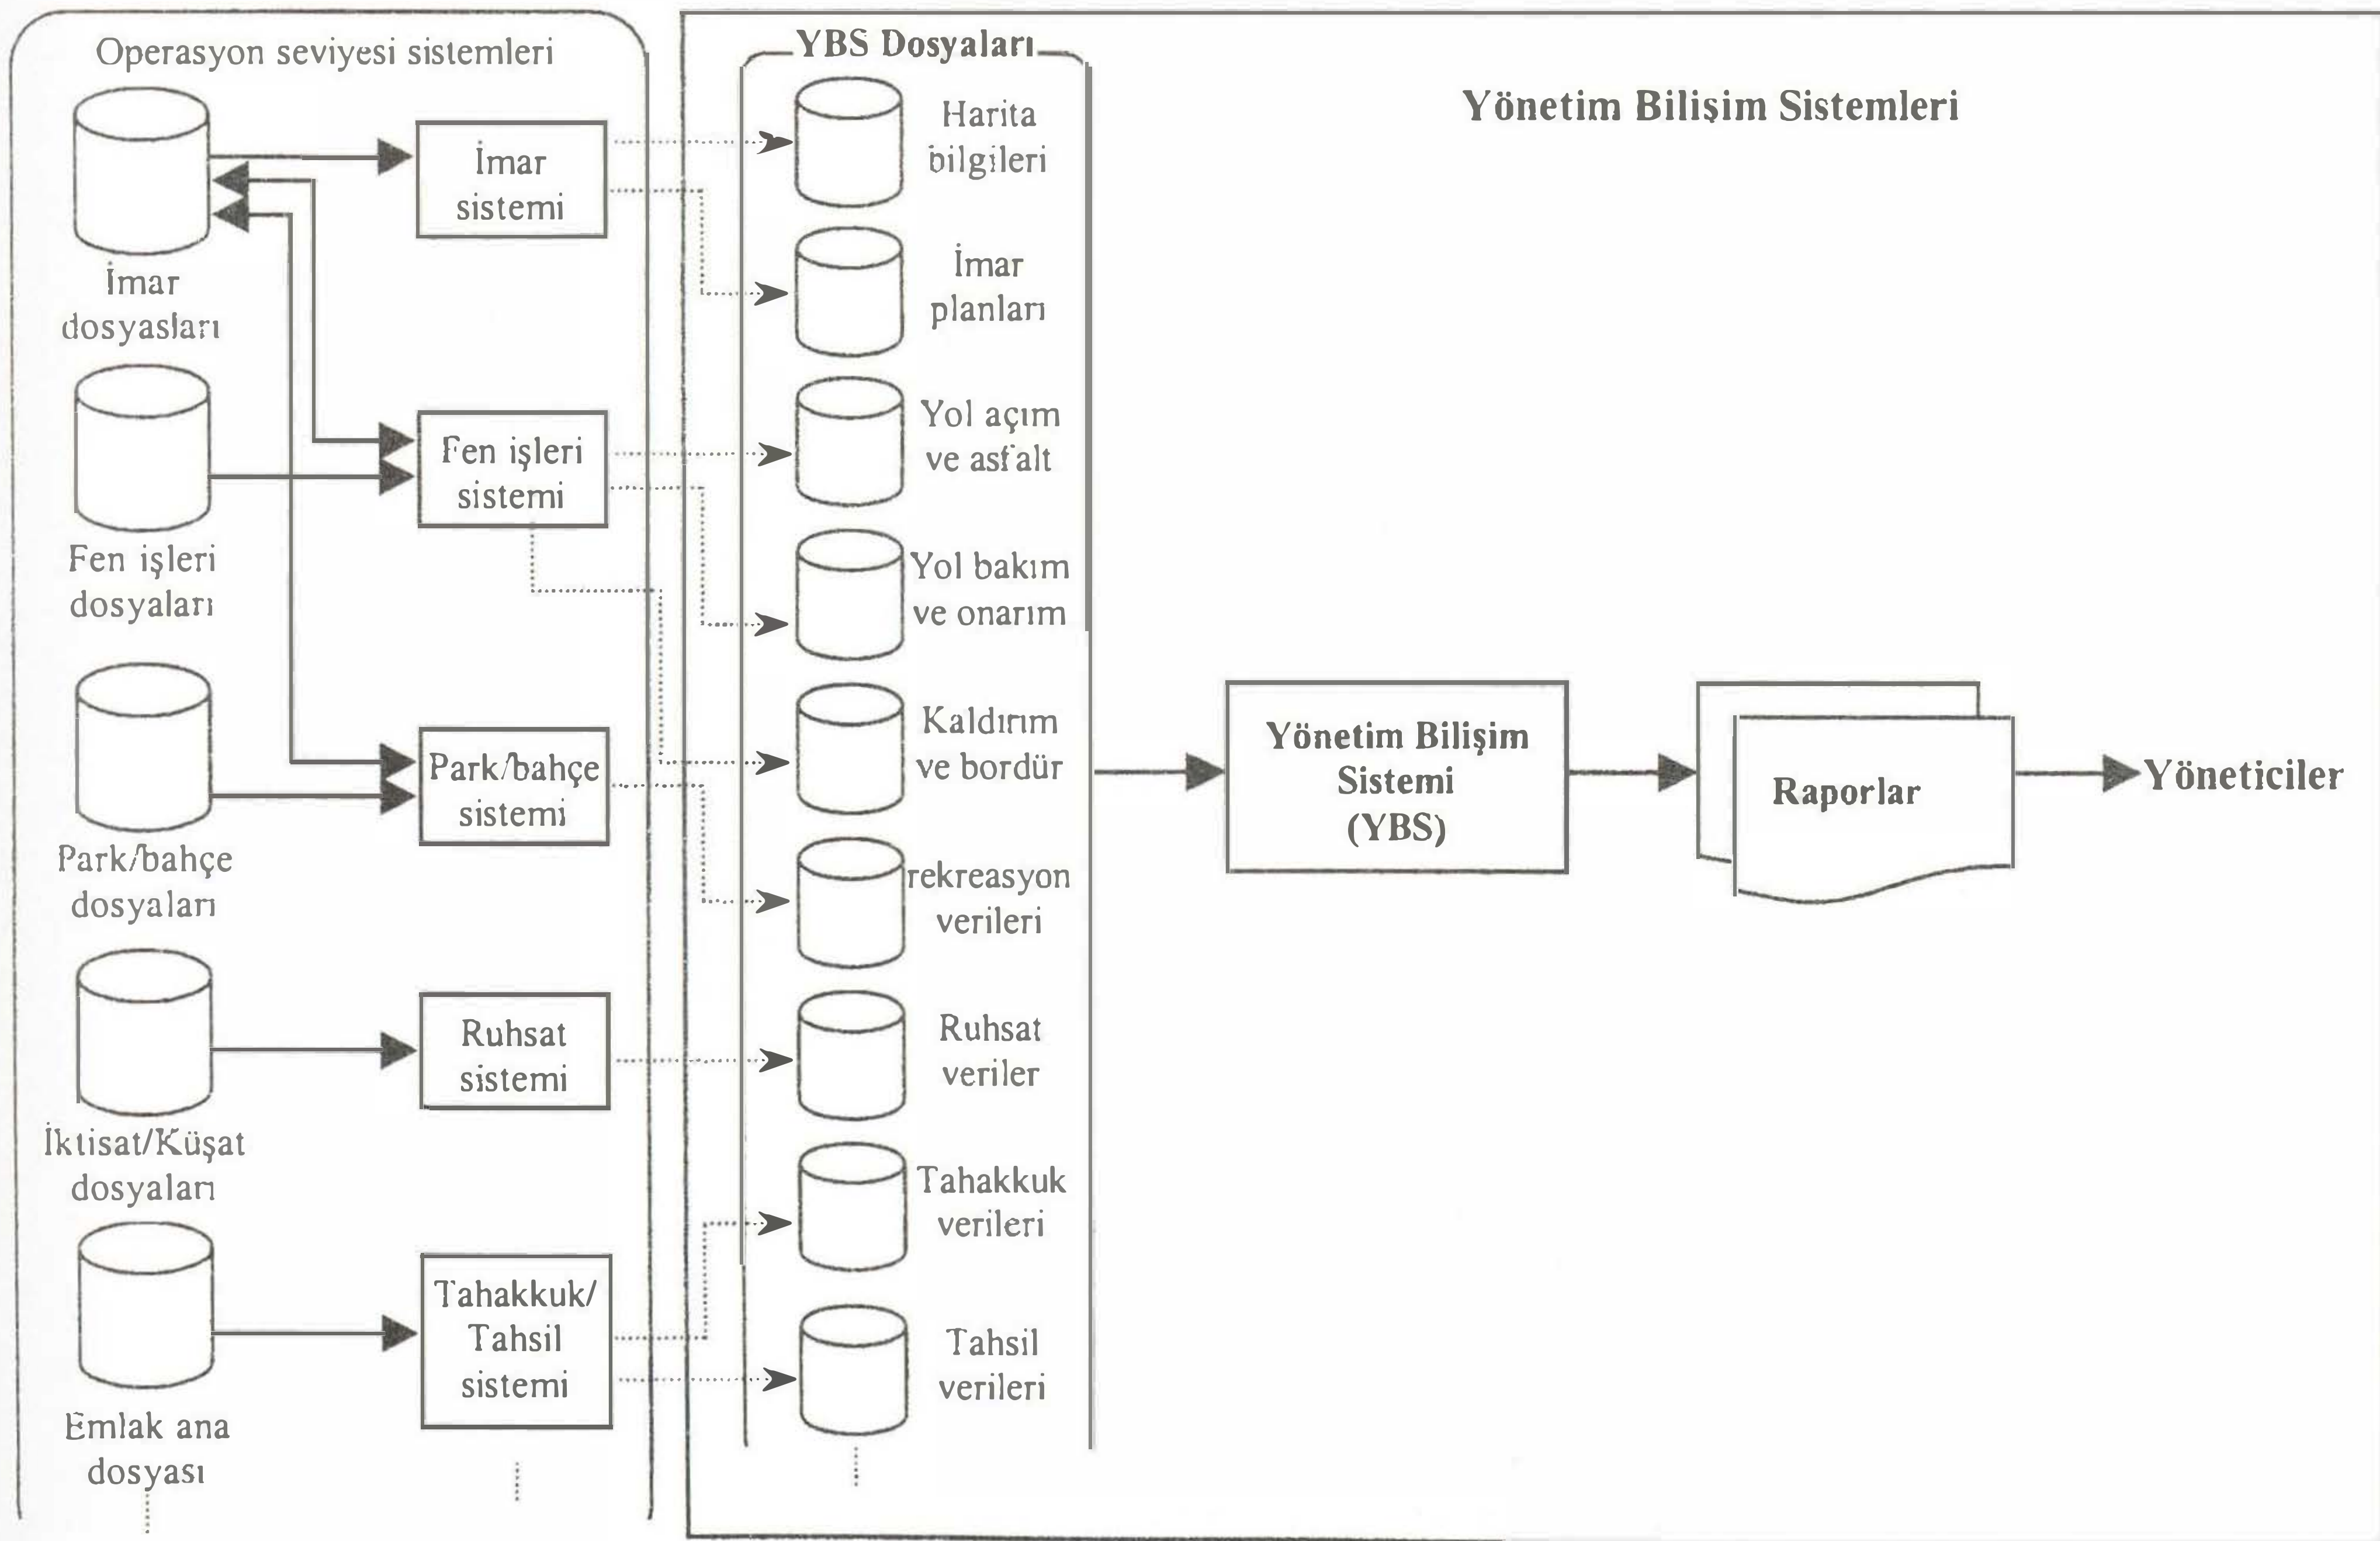 Operasyon seviyesi sistemleri
İmar
dosyasları
Fen işleri
dosyaları
Park/bahçe
dosyaları
İktisat/Küşat
dosyaları
Emlak ana
dosyası
İmar
sistemi
Fen işleri
sistemi
Park/bahçe
sistemi
Ruhsat
sistemi
Tahakkuk/
Tahsil
sistemi
YBS Dosyaları
Harita
bilgileri
İmar
planları
Yol açım
ve asfalt
Yol bakım
ve onarım
Kaldırım
ve bordür
rekreasyon
verileri
Ruhsat
veriler
Tahakkuk
verileri
Tahsil
verileri
Yönetim Bilişim Sistemleri
Yönetim Bilişim
Sistemi
(YBS)
Raporlar
Yöneticiler